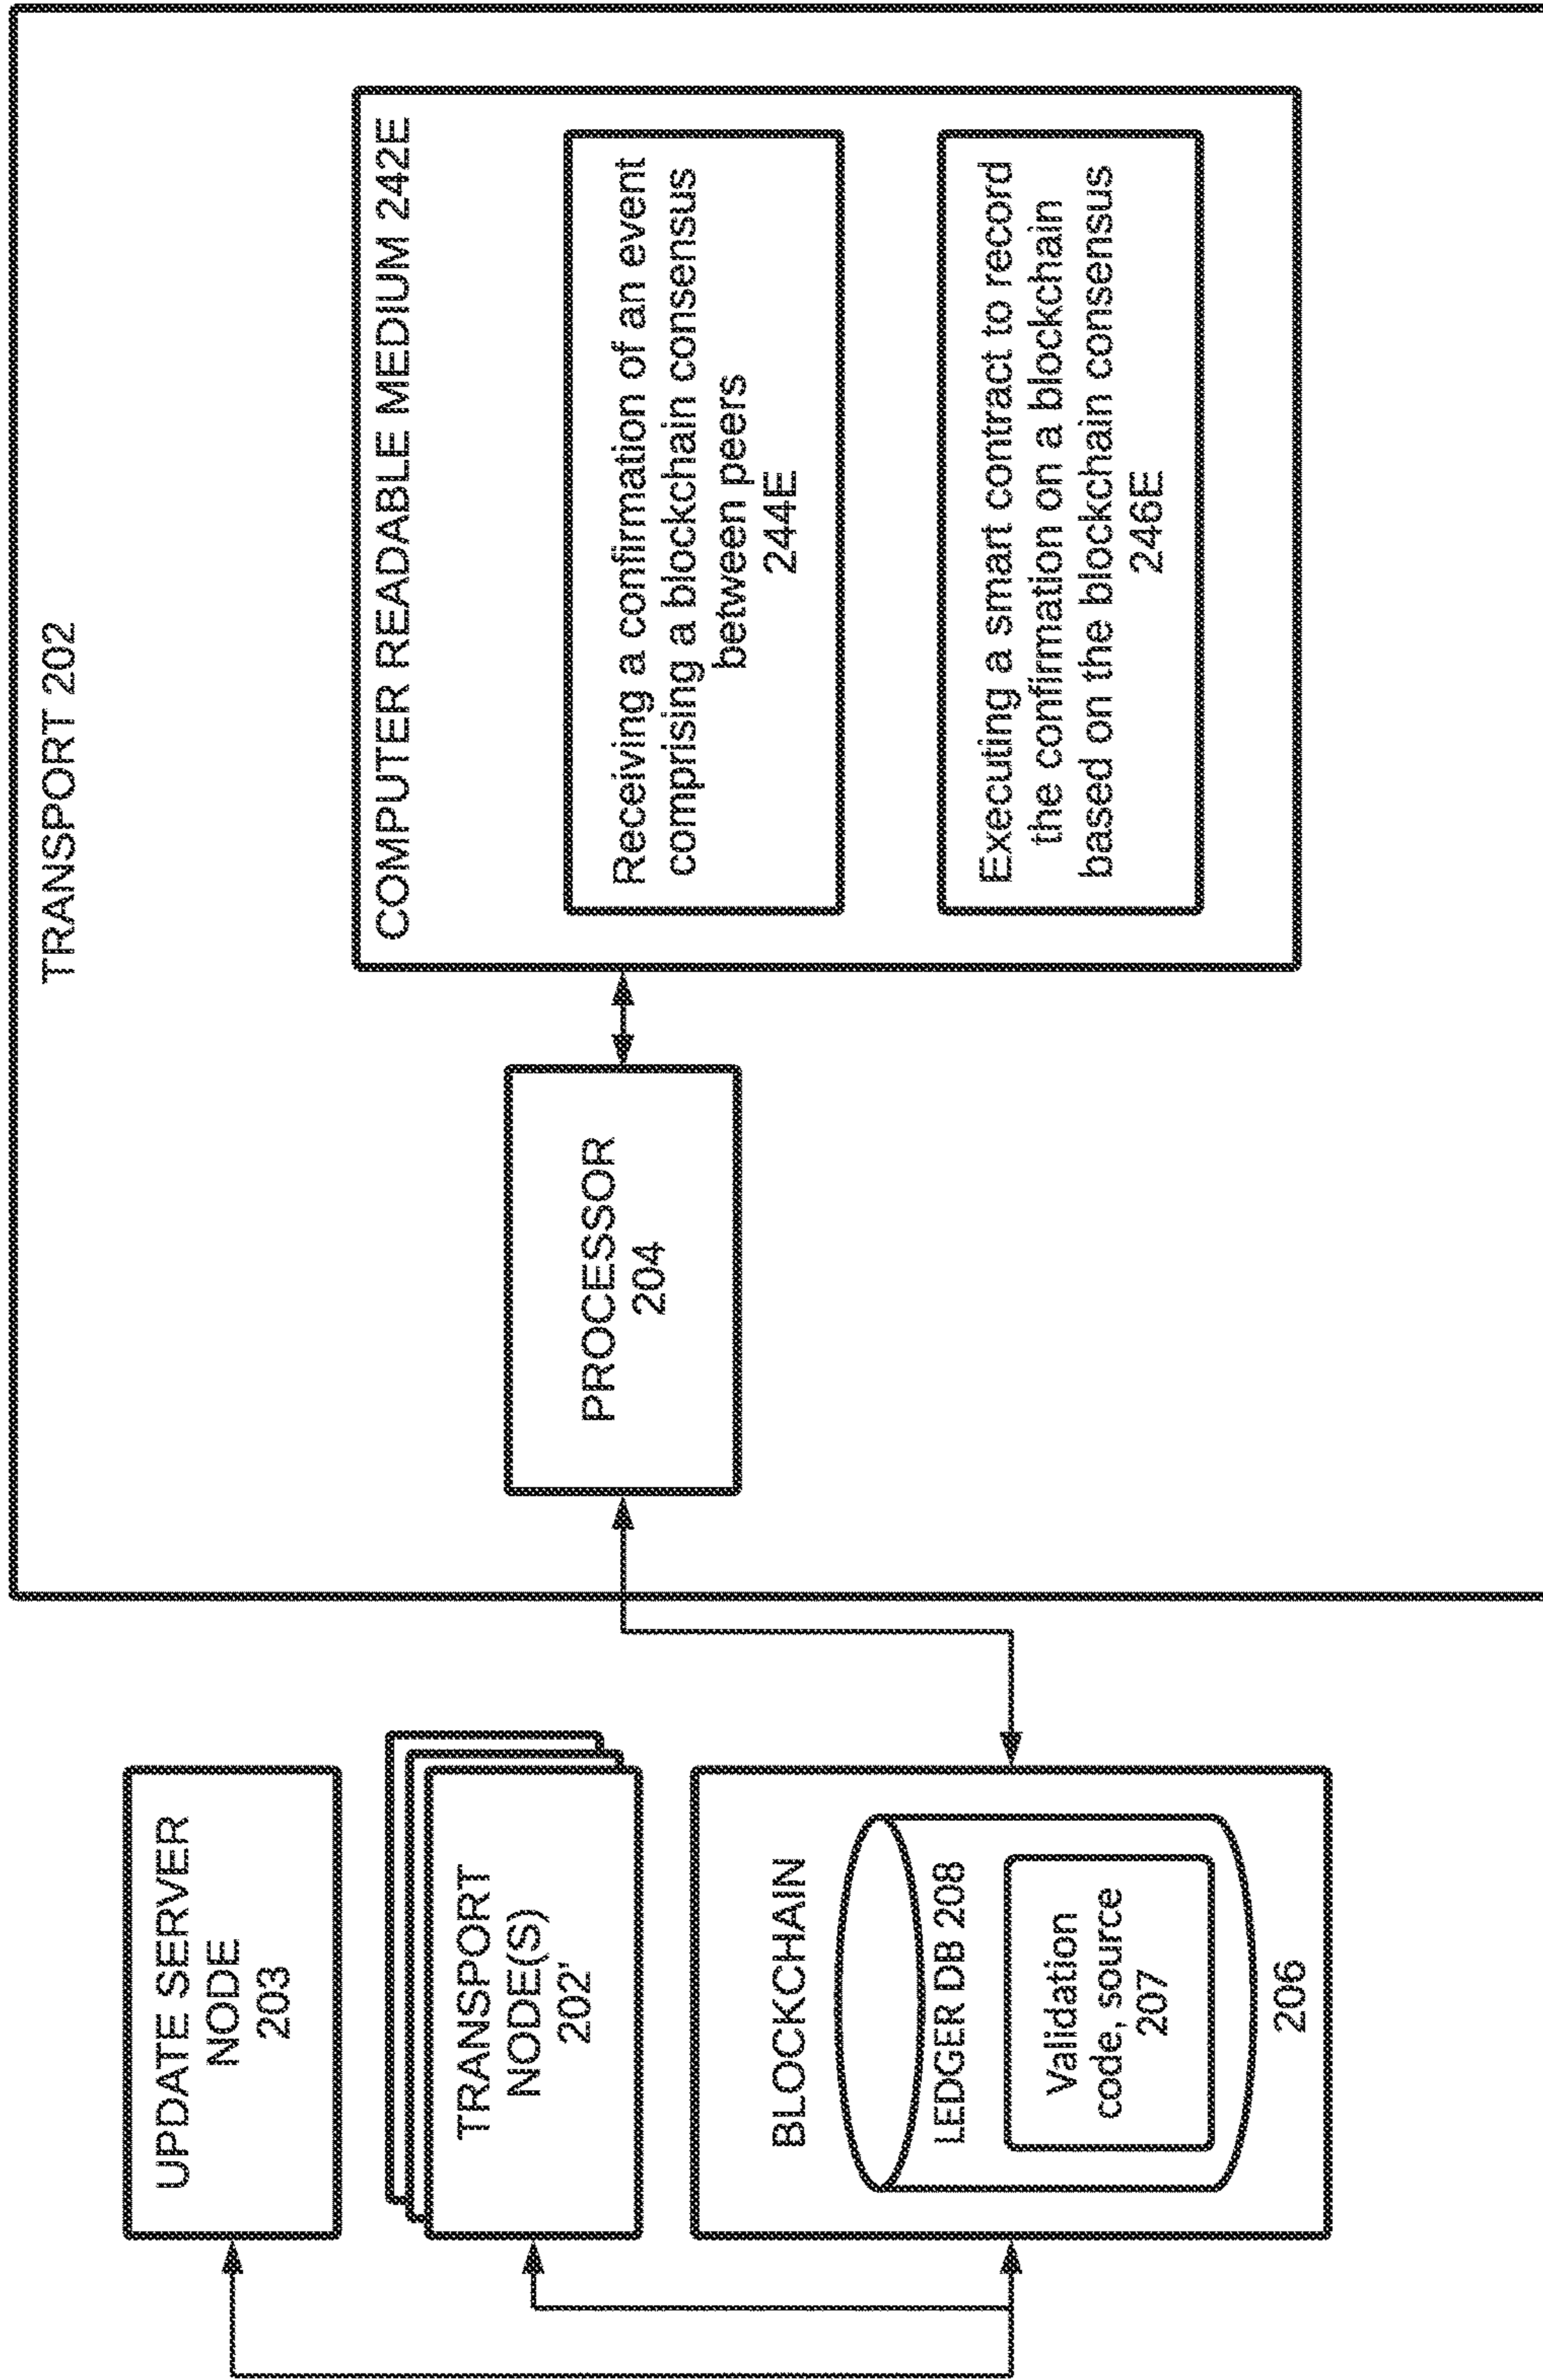 UPDATE SERVER
NODE
203
TRANSPORT
NODE(S)
202'
BLOCKCHAIN
LEDGER DB 208
Validation
code, source
207
206
TRANSPORT 202
PROCESSOR
204
COMPUTER READABLE MEDIUM 242E
Receiving a confirmation of an event
comprising a blockchain consensus
between peers
244E
Executing a smart contract to record
the confirmation on a blockchain
based on the blockchain consensus
246E